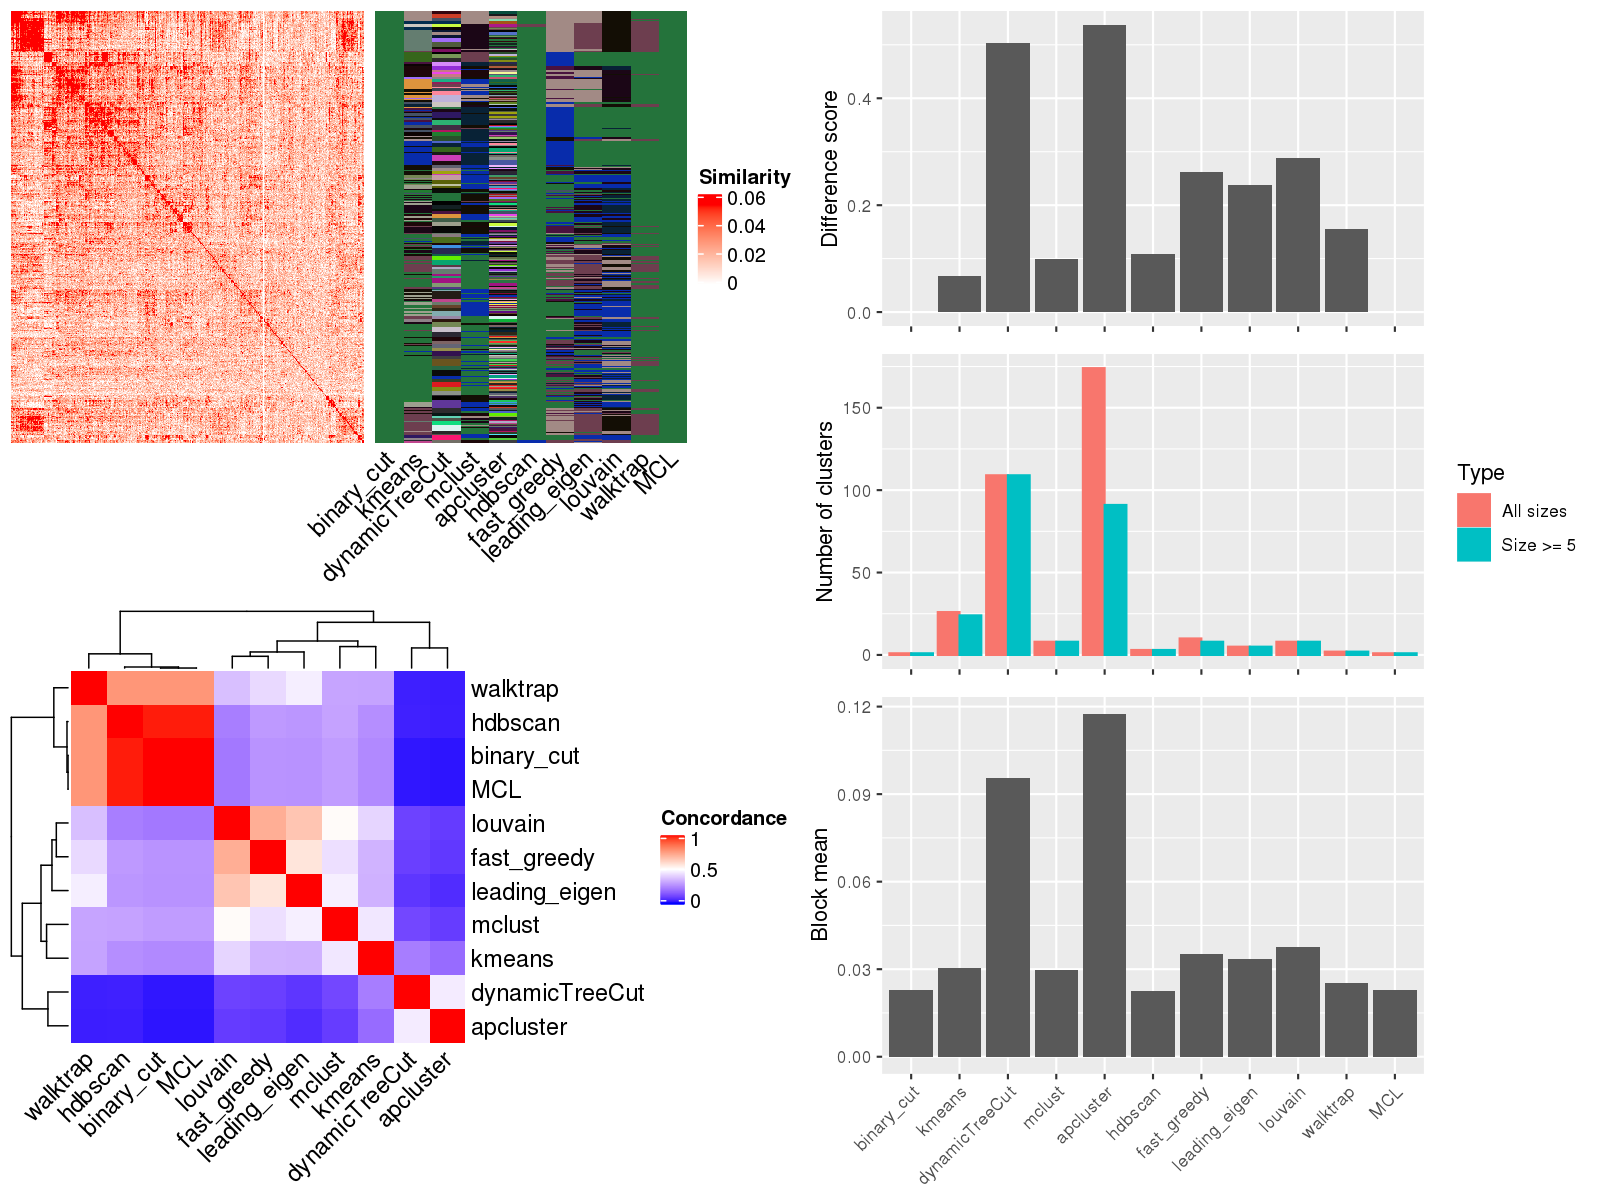 Similarity
0.06
0.04
0.02
0
binary_cut
kmeans
dynamicTreeCut
mclust
apcluster
hdbscan
fast_greedy
leading_eigen
louvain
walktrap
MCL
walktrap
hdbscan
binary_cut
MCL
louvain
fast_greedy
leading_eigen
mclust
kmeans
dynamicTreeCut
apcluster
walktrap
hdbscan
binary_cut
MCL
louvain
fast_greedy
leading_eigen
mclust
kmeans
dynamicTreeCut
apcluster
Concordance
1
0.5
0
Difference score
0.4
0.2
0.0
Number of clusters
150
100
50
0
Type
All sizes
Size >= 5
Block mean
0.12
0.09
0.06
0.03
0.00
binary_cut
kmeans
dynamicTreeCut
mclust
apcluster
hdbscan
fast_greedy
leading_eigen
louvain
walktrap
MCL